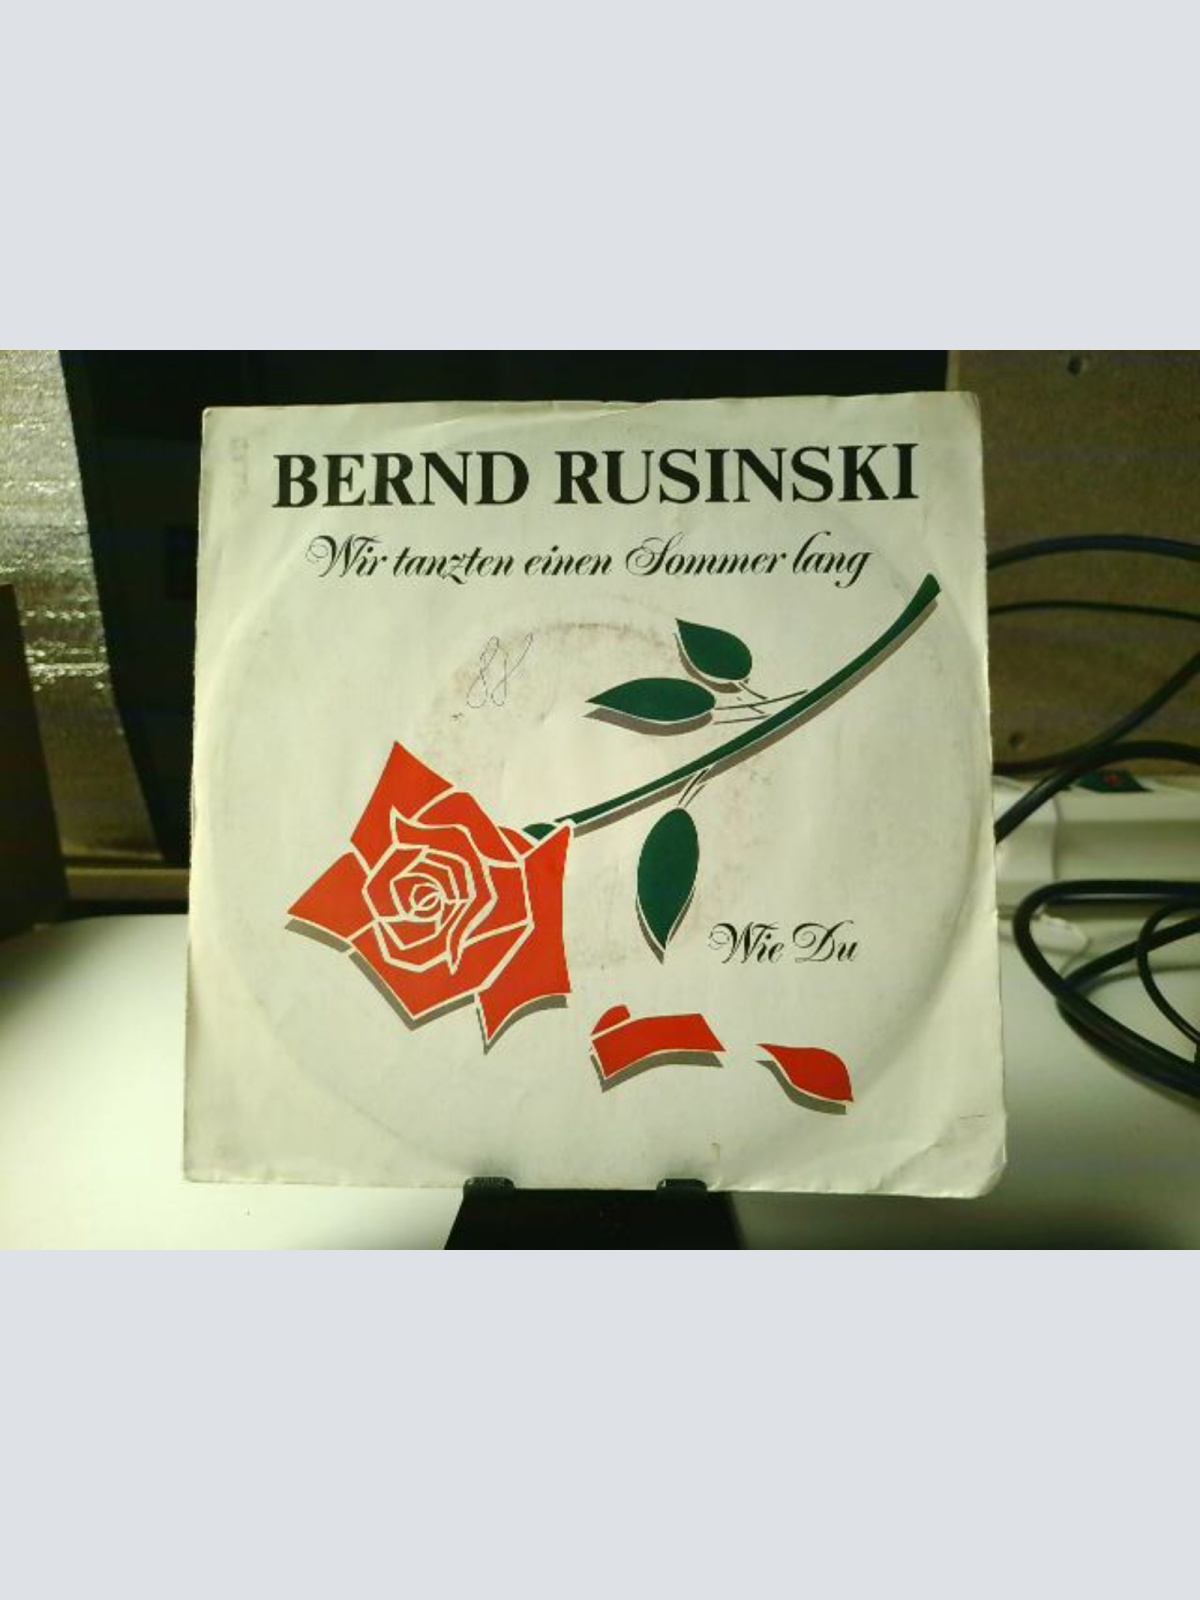 BERND RUSINSKI
Wir tanzten einen Sommer lang
Wie Du